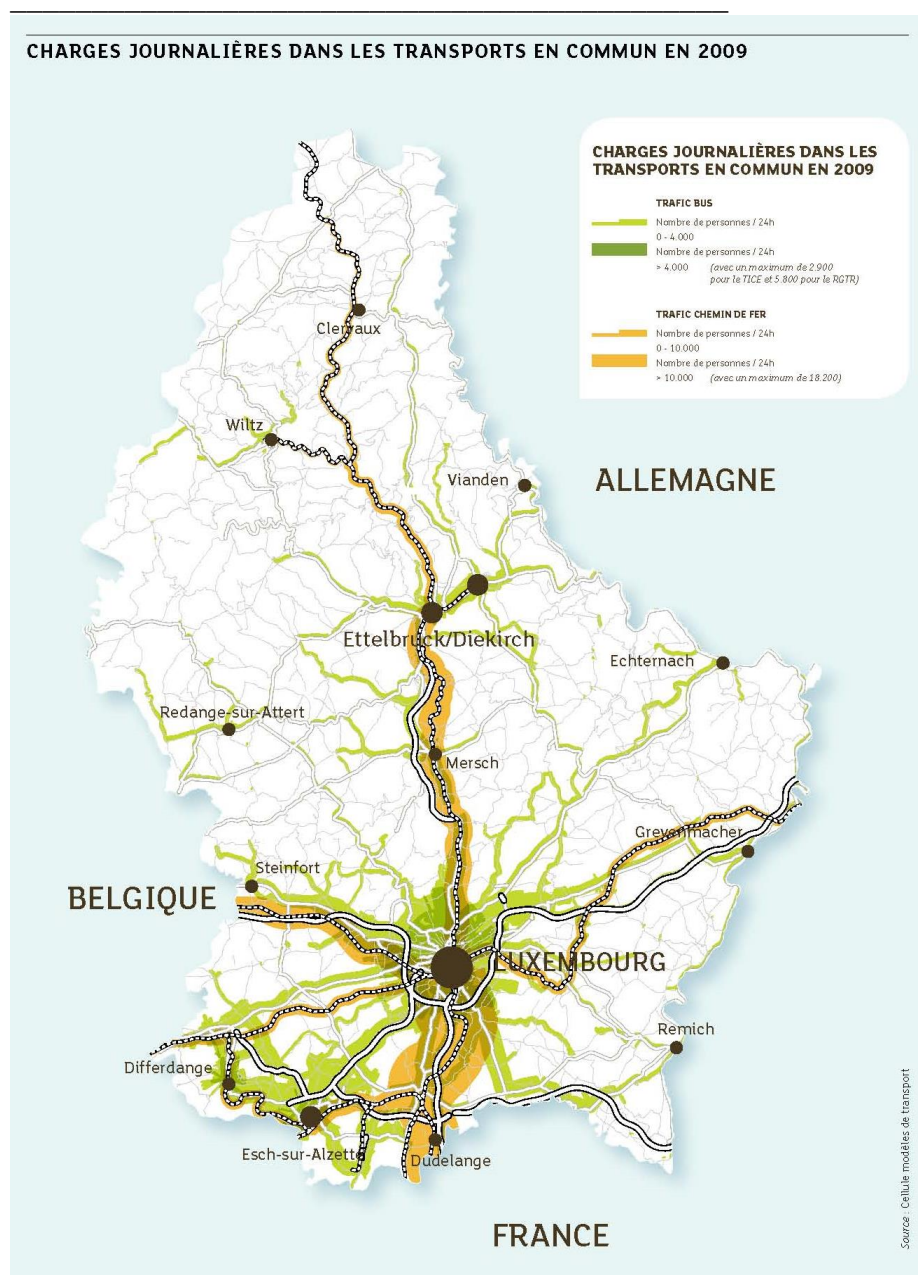 CHARGES JOURNALIÈRES DANS LES TRANSPORTS EN COMMUN EN 2009
CHARGES JOURNALIÈRES DANS LES
TRANSPORTS EN COMMUN EN 2009
TRAFIC BUS
Nombre de personnes / 24h
0 - 4.000
Nombre de personnes / 24h
> 4.000 (avec un maximum de 2.900
pour le TICE et 5.800 pour le RGTR)
TRAFIC CHEMIN DE FER
Nombre de personnes / 24h
0 - 10.000
Nombre de personnes / 24h
> 10.000 (avec un maximum de 18.200)
Clervaux
Wiltz
Vianden
ALLEMAGNE
Ettelbruck/Diekirch
Echternach
Redange-sur-Attert
Mersch
Grevenmacher
Steinfort
BELGIQUE
LUXEMBOURG
Remich
Differdange
Esch-sur-Alzette
Dudelange
FRANCE
Source : Cellule modèles de transport